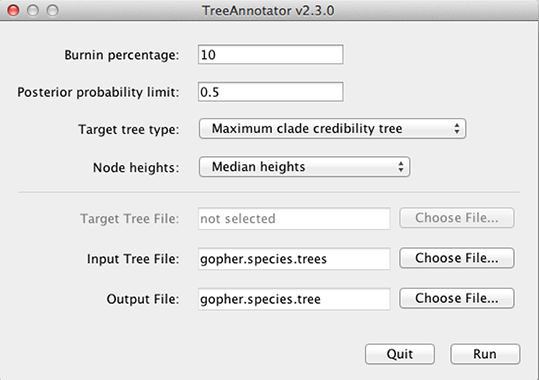 TreeAnnotator v2.3.0
Burnin percentage: 10
Posterior probability limit: 0.5
Target tree type: Maximum clade credibility tree
Node heights: Median heights
Target Tree File: not selected Choose File...
Input Tree File: gopher.species.trees Choose File...
Output File: gopher.species.tree Choose File...
Quit Run